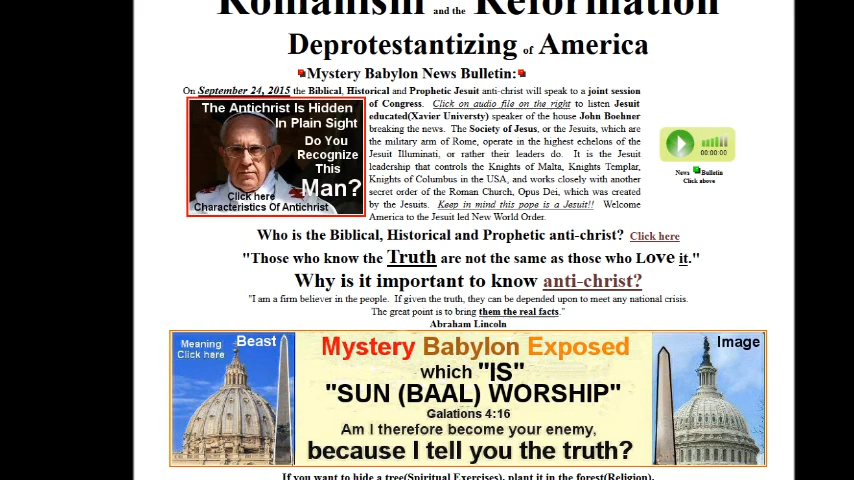 Romanism and the Reformation
Deprotestantizing of America
Mystery Babylon News Bulletin:
On September 24, 2015 the Biblical, Historical and Prophetic Jesuit anti-christ will speak to a joint session
of Congress. Click on audio file on the right to listen Jesuit
educated(Xavier Universty) speaker of the house John Boehner
breaking the news. The Society of Jesus, or the Jesuits, which are
the military arm of Rome, operate in the highest echelons of the
Jesuit Illuminati, or rather their leaders do. It is the Jesuit
leadership that controls the Knights of Malta, Knights Templar,
Knights of Columbus in the USA, and works closely with another
secret order of the Roman Church, Opus Dei, which was created
by the Jesuits. Keep in mind this pope is a Jesuit!! Welcome
America to the Jesuit led New World Order.
The Antichrist Is Hidden
In Plain Sight
Do You
Recognize
This
Man?
Click here
Characteristics Of Antichrist
00:00:00
News Bulletin
Click above
Who is the Biblical, Historical and Prophetic anti-christ? Click here
"Those who know the Truth are not the same as those who Love it."
Why is it important to know anti-christ?
"I am a firm believer in the people. If given the truth, they can be depended upon to meet any national crisis.
The great point is to bring them the real facts."
Abraham Lincoln
Meaning
Click here
Beast
Mystery Babylon Exposed
which "IS"
"SUN (BAAL) WORSHIP"
Galations 4:16
Am I therefore become your enemy,
because I tell you the truth?
Image
If you want to hide a tree(Spiritual Exercises), plant it in the forest(Religion).